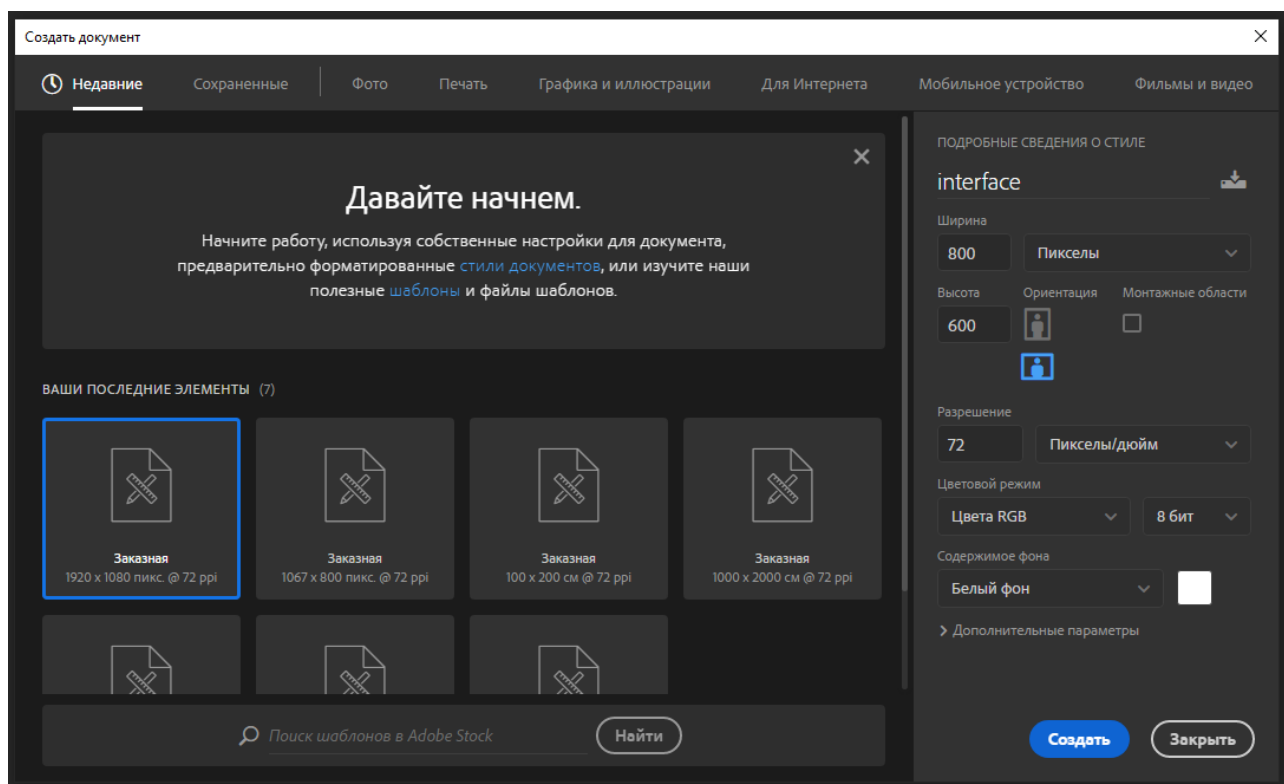 Создать документ
Недавние
Сохраненные
Фото
Печать
Графика и иллюстрации
Для Интернета
Мобильное устройство
Фильмы и видео
Давайте начнем.
Начните работу, используя собственные настройки для документа,
предварительно форматированные стили документов, или изучите наши
полезные шаблоны и файлы шаблонов.
ВАШИ ПОСЛЕДНИЕ ЭЛЕМЕНТЫ (7)
Заказная
1920 x 1080 пикс. @ 72 ppi
Заказная
1067 x 800 пикс. @ 72 ppi
Заказная
100 x 200 см @ 72 ppi
Заказная
1000 x 2000 см @ 72 ppi
Поиск шаблонов в Adobe Stock
Найти
ПОДРОБНЫЕ СВЕДЕНИЯ О СТИЛЕ
interface
Ширина
800 Пикселы
Высота Ориентация Монтажные области
600
Разрешение
72 Пикселы/дюйм
Цветовой режим
Цвета RGB 8 бит
Содержимое фона
Белый фон
Дополнительные параметры
Создать Закрыть